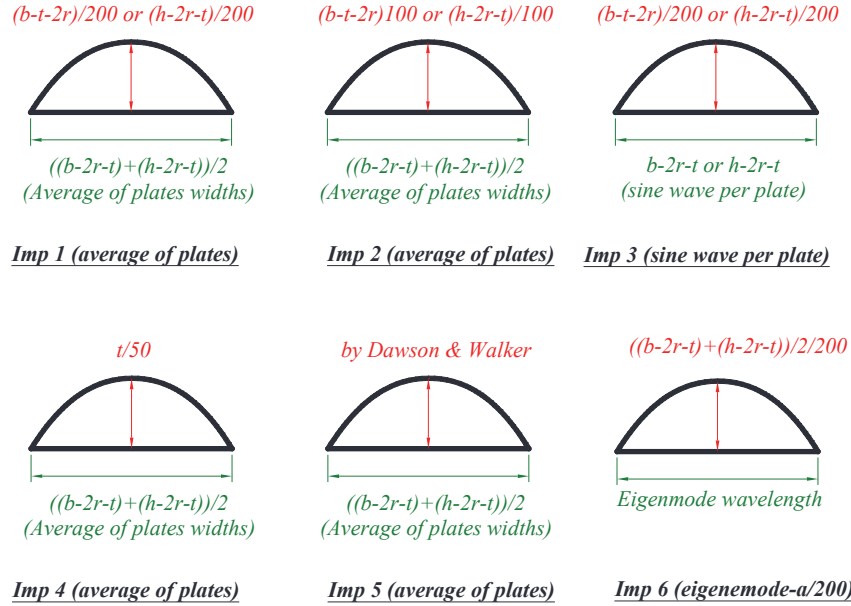 (b-t-2r)/200 or (h-2r-t)/200
((b-2r-t)+(h-2r-t))/2
(Average of plates widths)
Imp 1 (average of plates)
(b-t-2r)100 or (h-2r-t)/100
((b-2r-t)+(h-2r-t))/2
(Average of plates widths)
Imp 2 (average of plates)
(b-t-2r)/200 or (h-2r-t)/200
b-2r-t or h-2r-t
(sine wave per plate)
Imp 3 (sine wave per plate)
t/50
((b-2r-t)+(h-2r-t))/2
(Average of plates widths)
Imp 4 (average of plates)
by Dawson & Walker
((b-2r-t)+(h-2r-t))/2
(Average of plates widths)
Imp 5 (average of plates)
((b-2r-t)+(h-2r-t))/2/200
Eigenmode wavelength
Imp 6 (eigenemode-a/200)